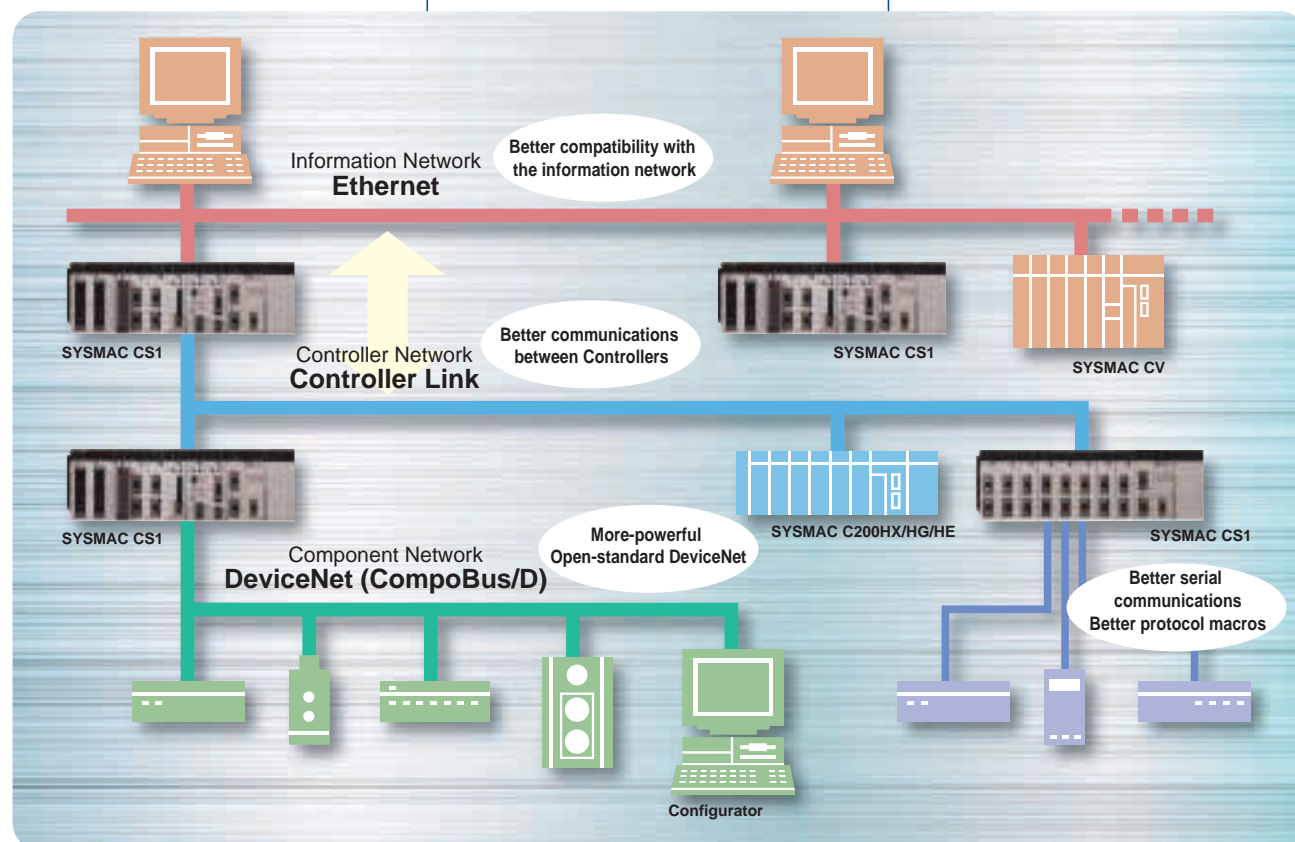 Information Network
Ethernet
Better compatibility with
the information network
SYSMAC CS1
SYSMAC CS1
SYSMAC CV
Controller Network
Controller Link
Better communications
between Controllers
SYSMAC CS1
SYSMAC C200HX/HG/HE
SYSMAC CS1
Component Network
DeviceNet (CompoBus/D)
More-powerful
Open-standard DeviceNet
Better serial
communications
Better protocol macros
Configurator